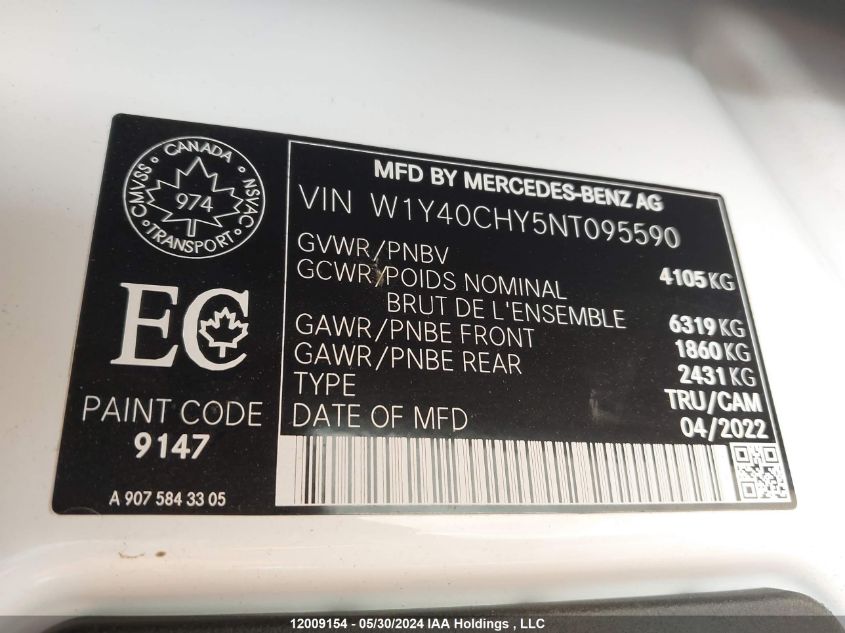 CANADA
CMVSS
NSVAC
974
TRANSPORT
EC
PAINT CODE
9147
A 907 584 33 05
MFD BY MERCEDES-BENZ AG
VIN W1Y40CHY5NT095590
GVWR/PNBV 4105 KG
GCWR/POIDS NOMINAL
BRUT DE L'ENSEMBLE 6319 KG
GAWR/PNBE FRONT 1860 KG
GAWR/PNBE REAR 2431 KG
TYPE TRU/CAM
DATE OF MFD 04/2022
12009154 - 05/30/2024 IAA Holdings , LLC